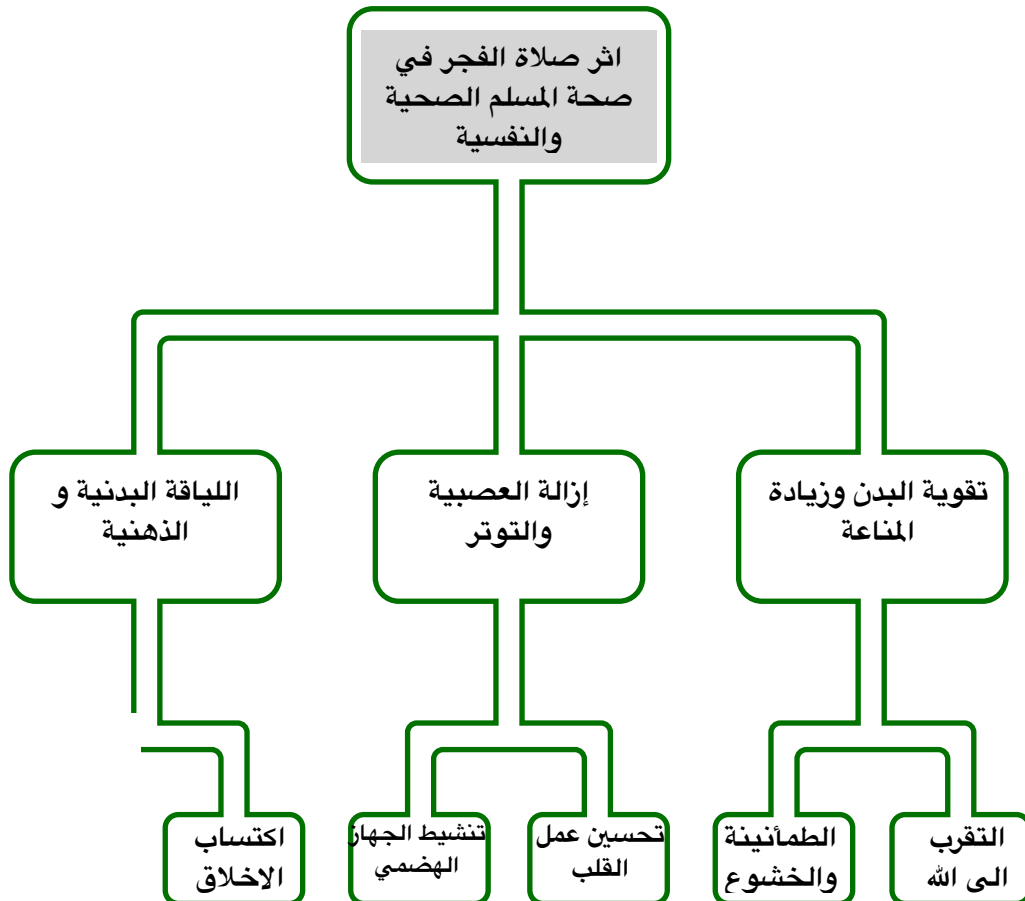 اثر صلاة الفجر في
صحة المسلم الصحية
والنفسية
تقوية البدن وزيادة
المناعة
إزالة العصبية
والتوتر
اللياقة البدنية و
الذهنية
التقرب
الى الله
الطمأنينة
والخشوع
تحسين عمل
القلب
تنشيط الجهاز
الهضمي
اكتساب
الاخلاق